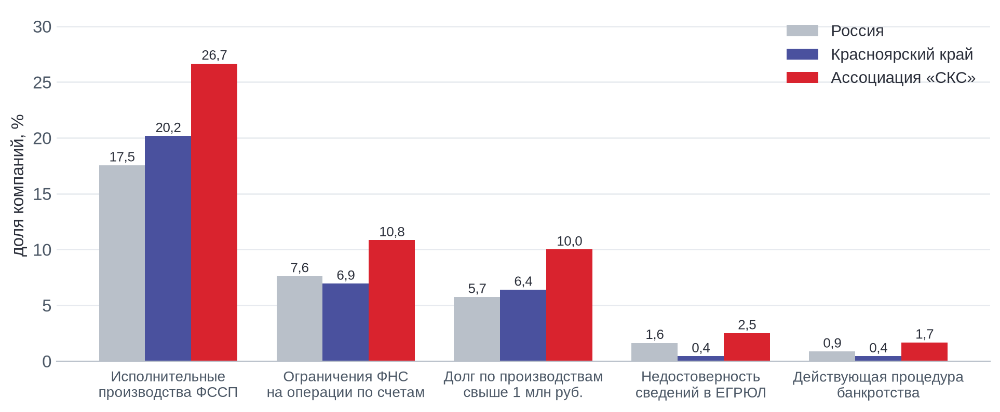 30
25
20
15
10
5
0
доля компаний, %
Россия
Красноярский край
Ассоциация «СКС»
17,5
20,2
26,7
7,6
6,9
10,8
5,7
6,4
10,0
1,6
0,4
2,5
0,9
0,4
1,7
Исполнительные
производства ФССП
Ограничения ФНС
на операции по счетам
Долг по производствам
свыше 1 млн руб.
Недостоверность
сведений в ЕГРЮЛ
Действующая процедура
банкротства